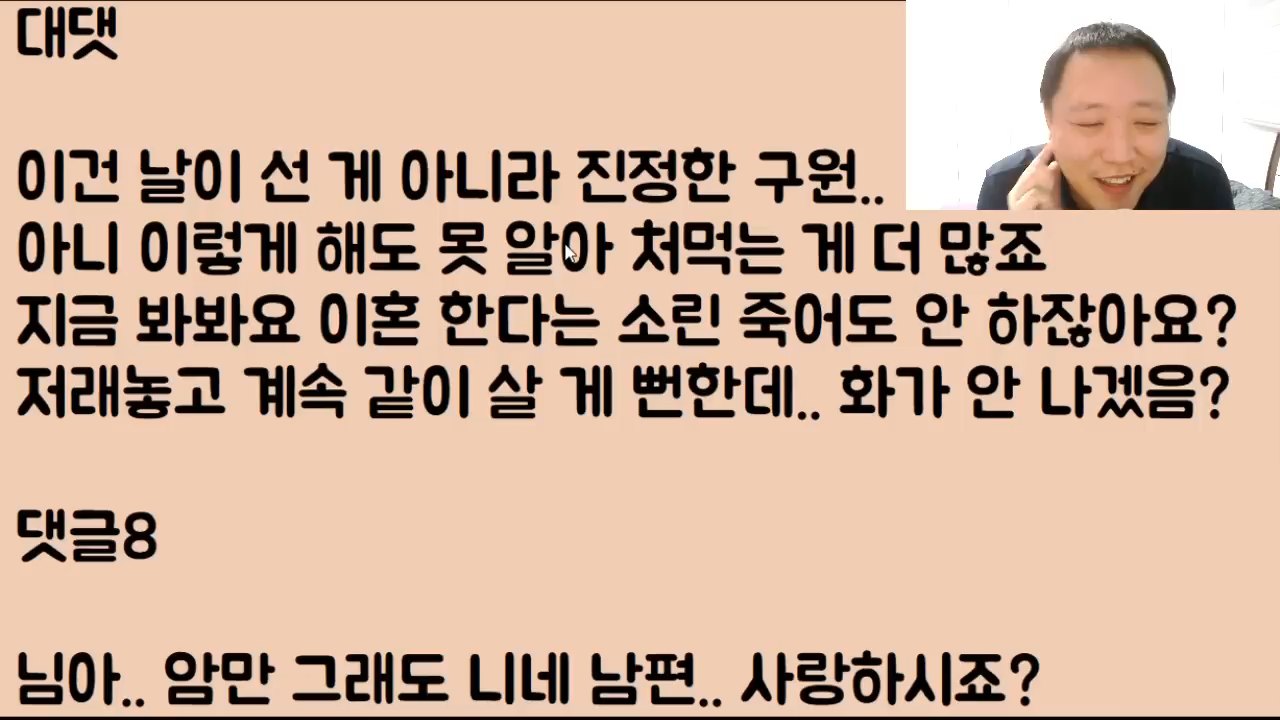 대댓
이건 날이 선 게 아니라 진정한 구원..
아니 이렇게 해도 못 알아 처먹는 게 더 많죠
지금 봐봐요 이혼 한다는 소린 죽어도 안 하잖아요?
저래놓고 계속 같이 살 게 뻔한데.. 화가 안 나겠음?
댓글8
님아.. 암만 그래도 니네 남편.. 사랑하시죠?